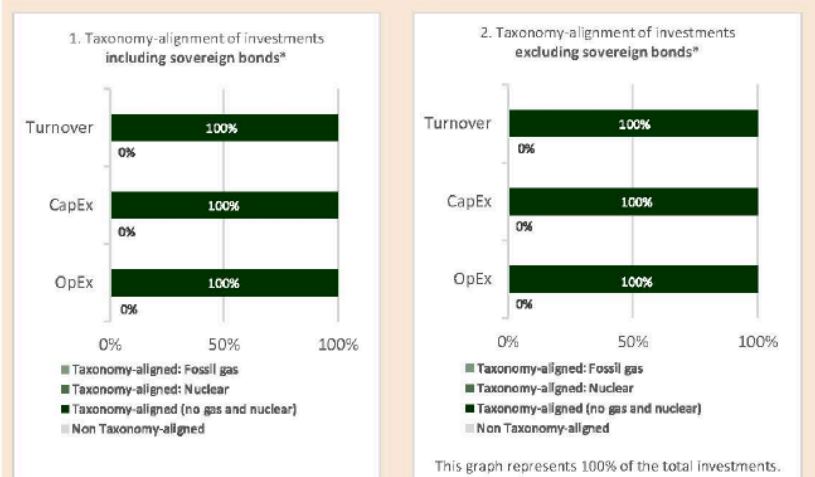 1. Taxonomy-alignment of investments
including sovereign bonds*
Turnover
100%
0%
CapEx
100%
0%
OpEx
100%
0%
0%
50%
100%
Taxonomy-aligned: Fossil gas
Taxonomy-aligned: Nuclear
Taxonomy-aligned (no gas and nuclear)
Non Taxonomy-aligned
2. Taxonomy-alignment of investments
excluding sovereign bonds*
Turnover
100%
0%
CapEx
100%
0%
OpEx
100%
0%
0%
50%
100%
Taxonomy-aligned: Fossil gas
Taxonomy-aligned: Nuclear
Taxonomy-aligned (no gas and nuclear)
Non Taxonomy-aligned
This graph represents 100% of the total investments.